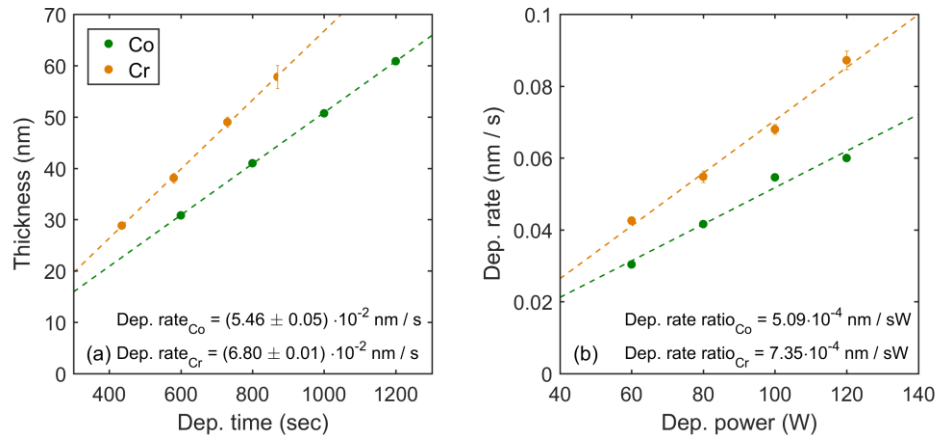 70
60
50
40
30
20
10
0
Thickness (nm)
Co
Cr
Dep. rate_Co = (5.46 ± 0.05) ·10^-2 nm / s
(a) Dep. rate_Cr = (6.80 ± 0.01) ·10^-2 nm / s
400 600 800 1000 1200
Dep. time (sec)
0.1
0.08
0.06
0.04
0.02
0
Dep. rate (nm / s)
Dep. rate ratio_Co = 5.09·10^-4 nm / sW
(b) Dep. rate ratio_Cr = 7.35·10^-4 nm / sW
40 60 80 100 120 140
Dep. power (W)